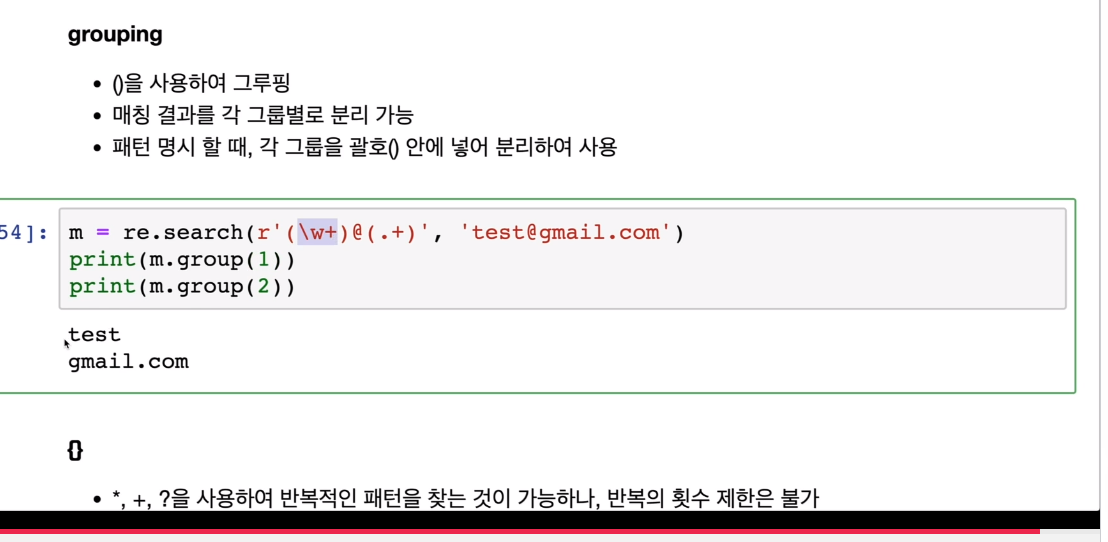 grouping
• ()을 사용하여 그루핑
• 매칭 결과를 각 그룹별로 분리 가능
• 패턴 명시 할 때, 각 그룹을 괄호() 안에 넣어 분리하여 사용
54]: m = re.search(r'(\w+)@(.+)', 'test@gmail.com')
print(m.group(1))
print(m.group(2))
test
gmail.com
{}
• *, +, ?을 사용하여 반복적인 패턴을 찾는 것이 가능하나, 반복의 횟수 제한은 불가